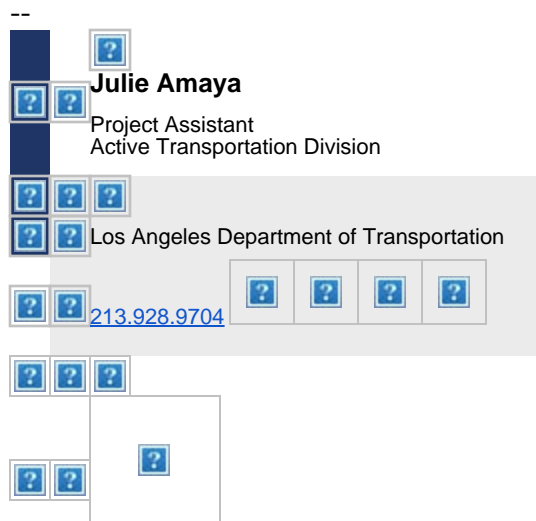 --
Julie Amaya
Project Assistant
Active Transportation Division
Los Angeles Department of Transportation
213.928.9704